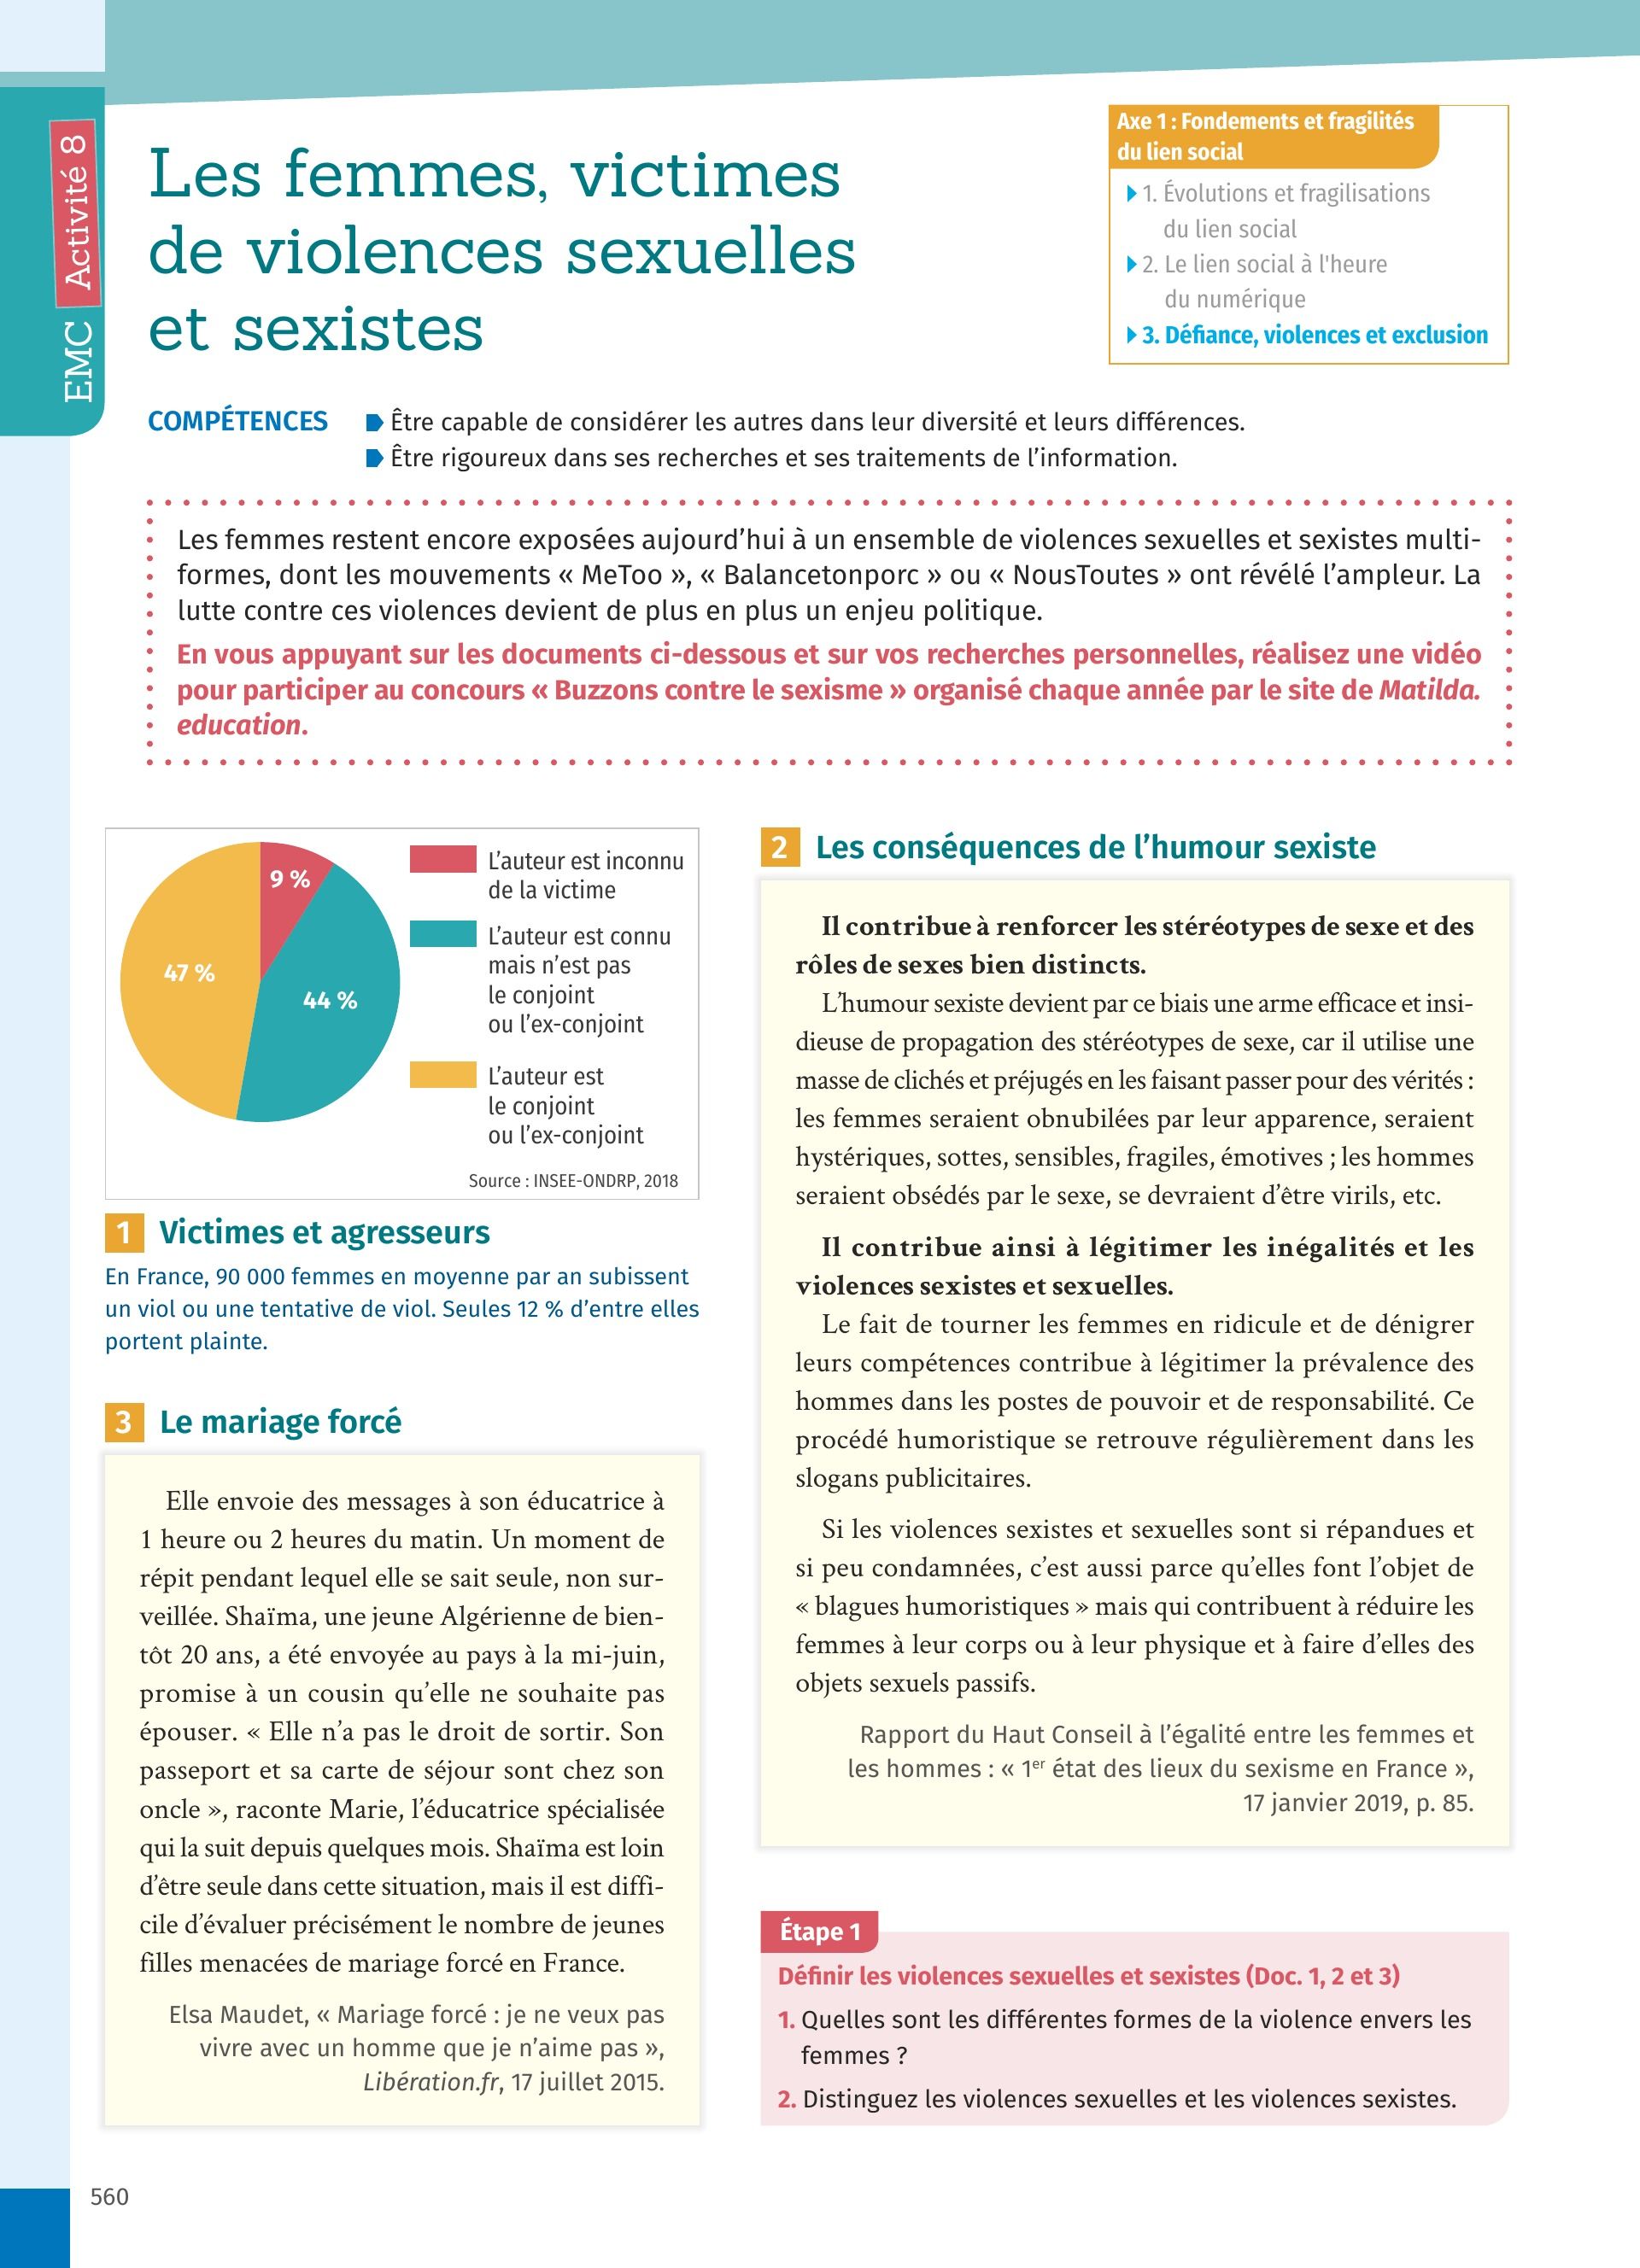 EMC Activité 8
Les femmes, victimes
de violences sexuelles
et sexistes
Axe 1 : Fondements et fragilités
du lien social
1. Évolutions et fragilisations
du lien social
2. Le lien social à l'heure
du numérique
3. Défiance, violences et exclusion
COMPÉTENCES
Être capable de considérer les autres dans leur diversité et leurs différences.
Être rigoureux dans ses recherches et ses traitements de l’information.
Les femmes restent encore exposées aujourd’hui à un ensemble de violences sexuelles et sexistes multi-
formes, dont les mouvements « MeToo », « Balancetonporc » ou « NousToutes » ont révélé l’ampleur. La
lutte contre ces violences devient de plus en plus un enjeu politique.
En vous appuyant sur les documents ci-dessous et sur vos recherches personnelles, réalisez une vidéo
pour participer au concours « Buzzons contre le sexisme » organisé chaque année par le site de Matilda.
education.
9 %
47 %
44 %
L’auteur est inconnu
de la victime
L’auteur est connu
mais n’est pas
le conjoint
ou l’ex-conjoint
L’auteur est
le conjoint
ou l’ex-conjoint
Source : INSEE-ONDRP, 2018
1 Victimes et agresseurs
En France, 90 000 femmes en moyenne par an subissent
un viol ou une tentative de viol. Seules 12 % d’entre elles
portent plainte.
3 Le mariage forcé
Elle envoie des messages à son éducatrice à
1 heure ou 2 heures du matin. Un moment de
répit pendant lequel elle se sait seule, non sur-
veillée. Shaïma, une jeune Algérienne de bien-
tôt 20 ans, a été envoyée au pays à la mi-juin,
promise à un cousin qu’elle ne souhaite pas
épouser. « Elle n’a pas le droit de sortir. Son
passeport et sa carte de séjour sont chez son
oncle », raconte Marie, l’éducatrice spécialisée
qui la suit depuis quelques mois. Shaïma est loin
d’être seule dans cette situation, mais il est diffi-
cile d’évaluer précisément le nombre de jeunes
filles menacées de mariage forcé en France.
Elsa Maudet, « Mariage forcé : je ne veux pas
vivre avec un homme que je n’aime pas »,
Libération.fr, 17 juillet 2015.
2 Les conséquences de l’humour sexiste
Il contribue à renforcer les stéréotypes de sexe et des
rôles de sexes bien distincts.
L’humour sexiste devient par ce biais une arme efficace et insi-
dieuse de propagation des stéréotypes de sexe, car il utilise une
masse de clichés et préjugés en les faisant passer pour des vérités :
les femmes seraient obnubilées par leur apparence, seraient
hystériques, sottes, sensibles, fragiles, émotives ; les hommes
seraient obsédés par le sexe, se devraient d’être virils, etc.
Il contribue ainsi à légitimer les inégalités et les
violences sexistes et sexuelles.
Le fait de tourner les femmes en ridicule et de dénigrer
leurs compétences contribue à légitimer la prévalence des
hommes dans les postes de pouvoir et de responsabilité. Ce
procédé humoristique se retrouve régulièrement dans les
slogans publicitaires.
Si les violences sexistes et sexuelles sont si répandues et
si peu condamnées, c’est aussi parce qu’elles font l’objet de
« blagues humoristiques » mais qui contribuent à réduire les
femmes à leur corps ou à leur physique et à faire d’elles des
objets sexuels passifs.
Rapport du Haut Conseil à l’égalité entre les femmes et
les hommes : « 1er état des lieux du sexisme en France »,
17 janvier 2019, p. 85.
Étape 1
Définir les violences sexuelles et sexistes (Doc. 1, 2 et 3)
1. Quelles sont les différentes formes de la violence envers les
femmes ?
2. Distinguez les violences sexuelles et les violences sexistes.
560